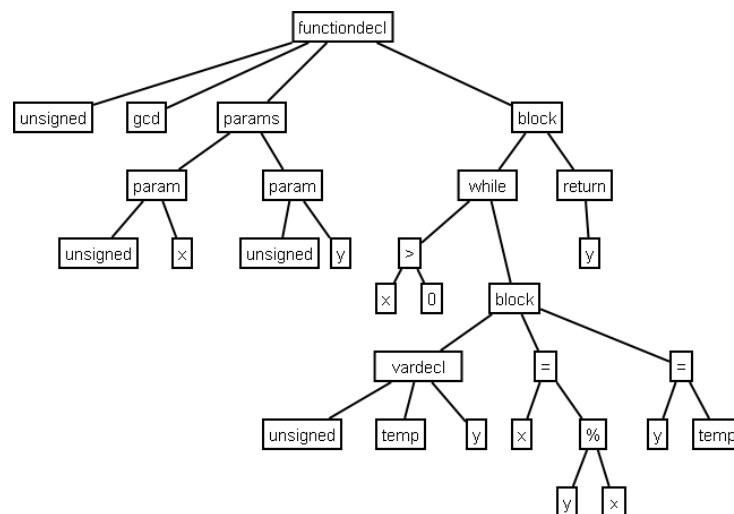 functiondecl
unsigned gcd params block
param param while return
unsigned x unsigned y > y
x 0 block
vardecl = =
unsigned temp y x % y temp
y x